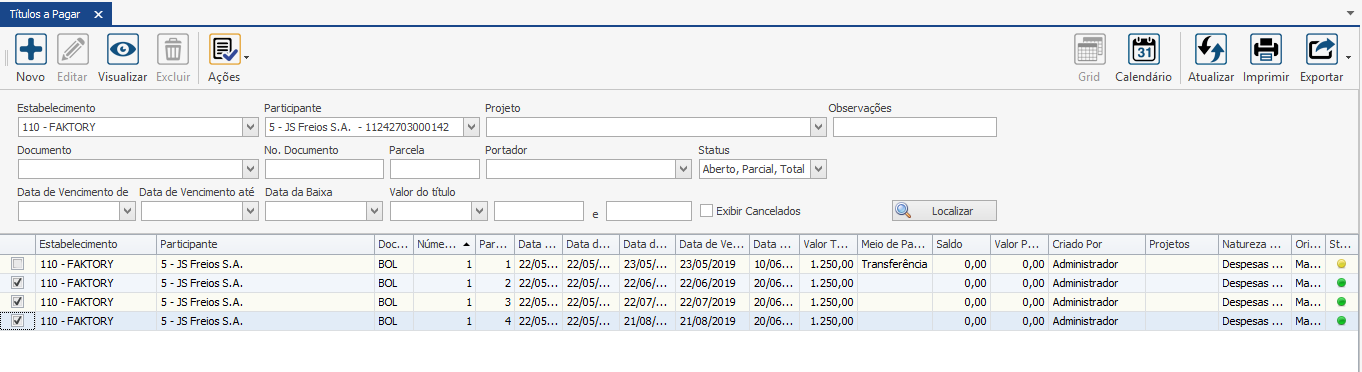 Títulos a Pagar
Novo Editar Visualizar Excluir Ações Grid 31 Calendário Atualizar Imprimir Exportar
Estabelecimento Participante Projeto Observações
110 - FAKTORY 5 - JS Freios S.A. - 11242703000142
Documento No. Documento Parcela Portador Status
Aberto, Parcial, Total
Data de Vencimento de Data de Vencimento até Data da Baixa Valor do título
e Exibir Cancelados Localizar
Estabelecimento Participante Doc... Núme... Par... Data ... Data d... Data d... Data de Ve... Data ... Valor T... Meio de Pa... Saldo Valor P... Criado Por Projetos Natureza ... Ori... St...
110 - FAKTORY 5 - JS Freios S.A. BOL 1 1 22/05... 22/05/... 23/05/... 23/05/2019 10/06... 1.250,00 Transferência 0,00 0,00 Administrador Despesas ... Ma...
110 - FAKTORY 5 - JS Freios S.A. BOL 1 2 22/05... 22/05/... 22/06/... 22/06/2019 20/06... 1.250,00 0,00 0,00 Administrador Despesas ... Ma...
110 - FAKTORY 5 - JS Freios S.A. BOL 1 3 22/05... 22/05/... 22/07/... 22/07/2019 20/06... 1.250,00 0,00 0,00 Administrador Despesas ... Ma...
110 - FAKTORY 5 - JS Freios S.A. BOL 1 4 22/05... 22/05/... 21/08/... 21/08/2019 20/06... 1.250,00 0,00 0,00 Administrador Despesas ... Ma...